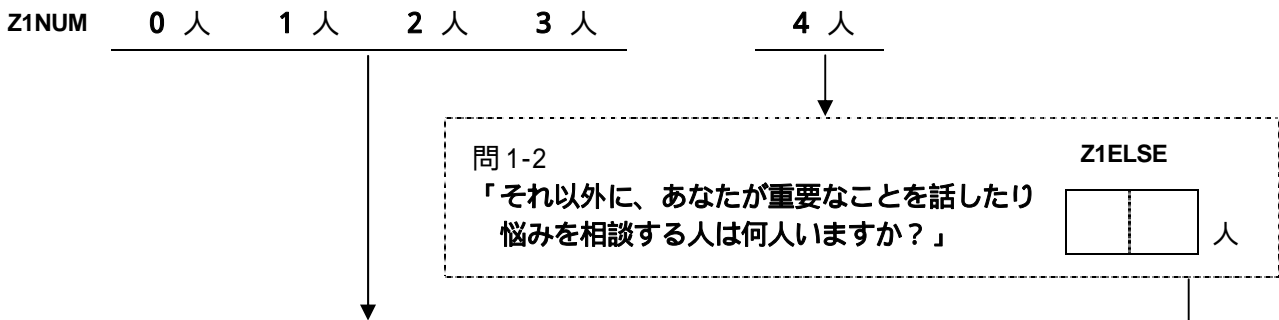 Z1NUM 0 人 1 人 2 人 3 人 4 人
問 1-2
Z1ELSE
「それ以外に、あなたが重要なことを話したり
悩みを相談する人は何人いますか?」
人